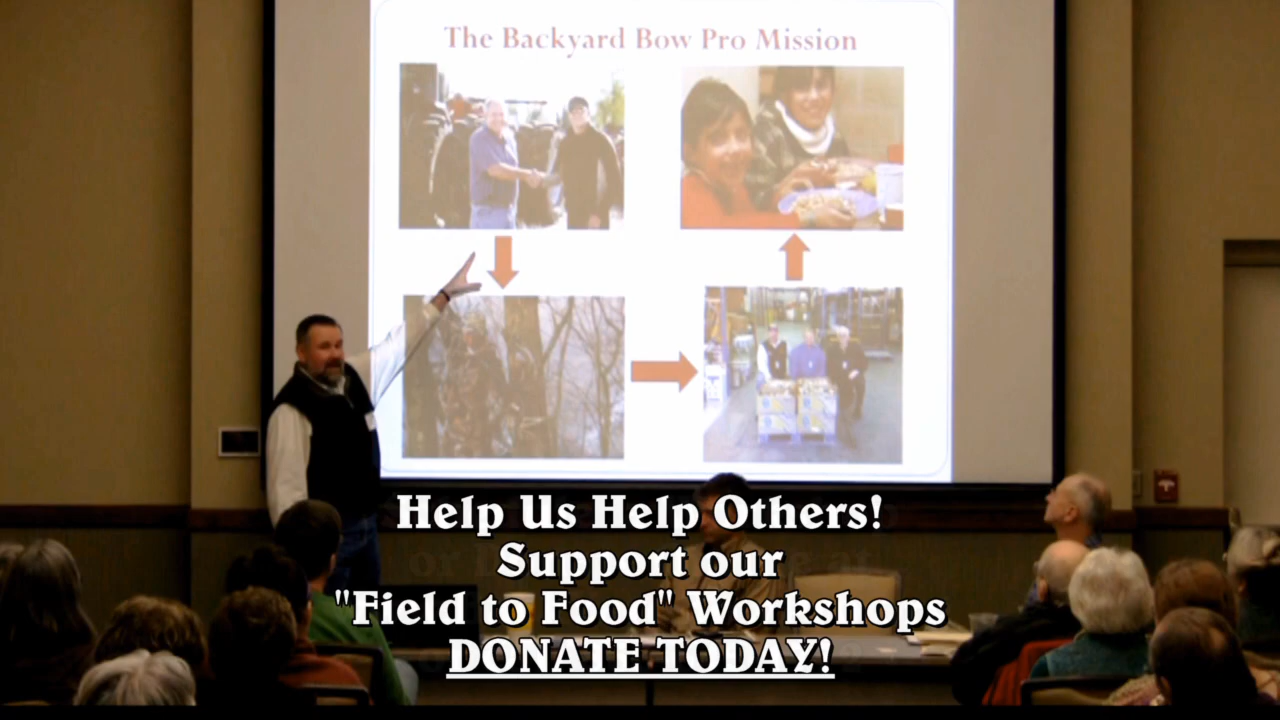 The Backyard Bow Pro Mission
Help Us Help Others!
Support our
"Field to Food" Workshops
DONATE TODAY!